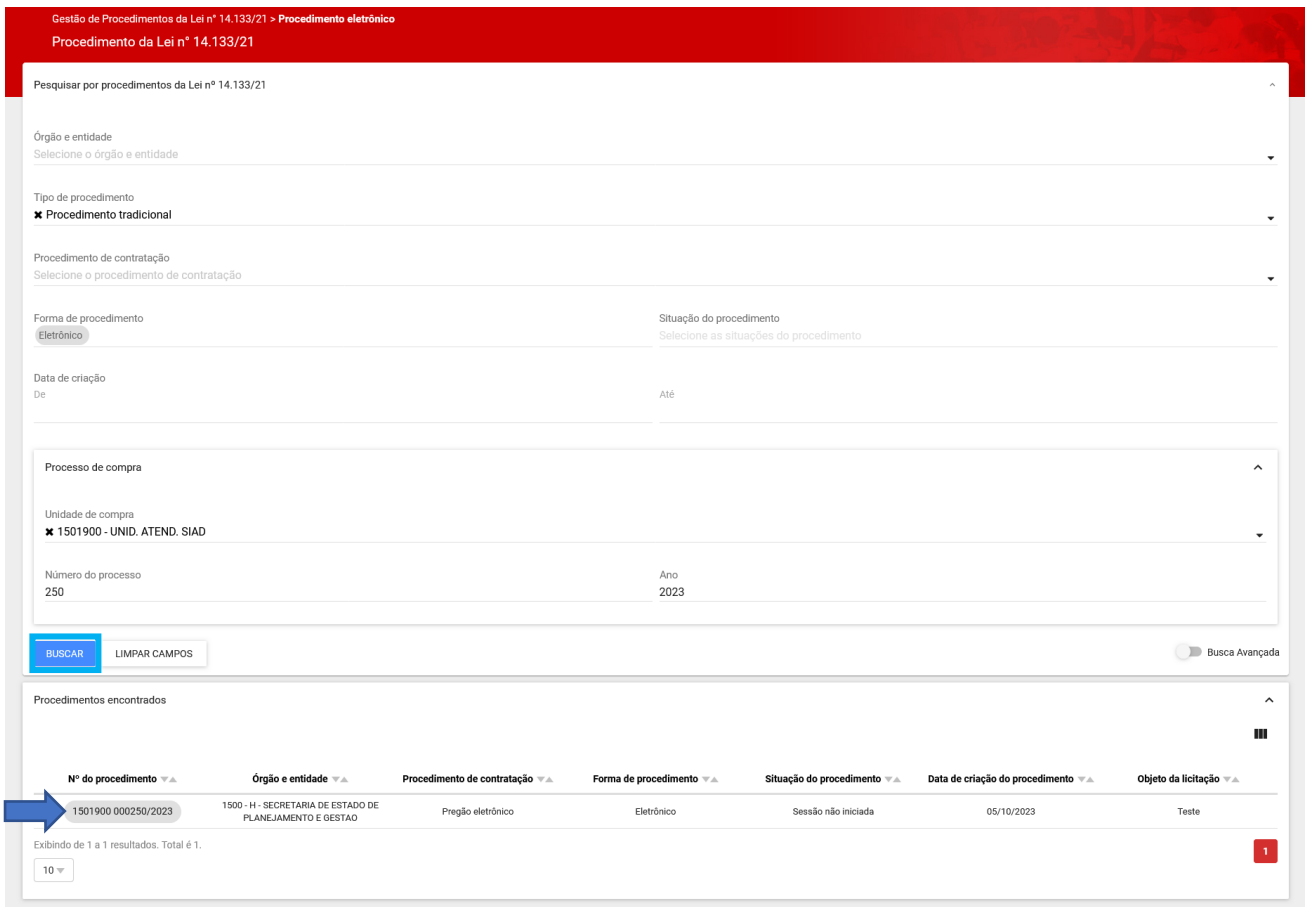 Gestão de Procedimentos da Lei n° 14.133/21 > Procedimento eletrônico
Procedimento da Lei n° 14.133/21
Pesquisar por procedimentos da Lei nº 14.133/21
Órgão e entidade
Selecione o órgão e entidade
Tipo de procedimento
✖ Procedimento tradicional
Procedimento de contratação
Selecione o procedimento de contratação
Forma de procedimento Situação do procedimento
Eletrônico Selecione as situações do procedimento
Data de criação
De Até
Processo de compra
Unidade de compra
✖ 1501900 - UNID. ATEND. SIAD
Número do processo Ano
250 2023
BUSCAR LIMPAR CAMPOS Busca Avançada
Procedimentos encontrados
Nº do procedimento Órgão e entidade Procedimento de contratação Forma de procedimento Situação do procedimento Data de criação do procedimento Objeto da licitação
1501900 000250/2023 1500 - H - SECRETARIA DE ESTADO DE PLANEJAMENTO E GESTAO Pregão eletrônico Eletrônico Sessão não iniciada 05/10/2023 Teste
Exibindo de 1 a 1 resultados. Total é 1.
1
10